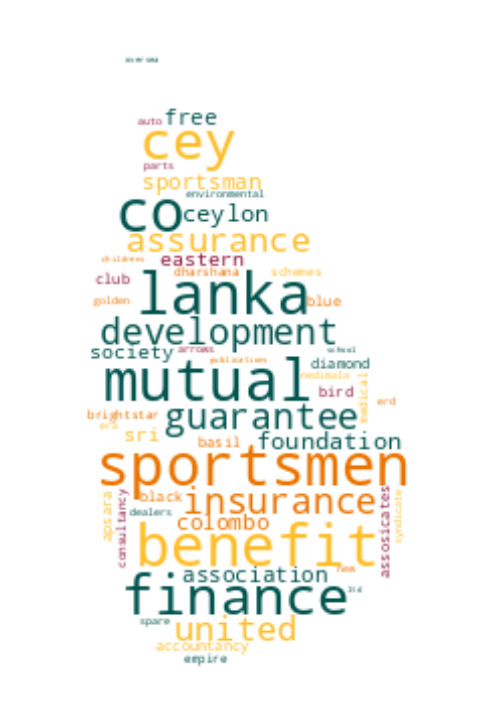 oversea
auto free
cey
parts
sportsman
environmental
co ceylon
assurance
childrens eastern
club dharshana schemes
golden lanka blue
development
society arrows school
publications diamond
mutual nedimala
bird medical erd
brightstar guarantee
ers sri basil foundation
sportsmen
apsara consultancy black insurance assosicates syndicate
dealers colombo
benefit
association new
finance ltd
spare united
accountancy
empire